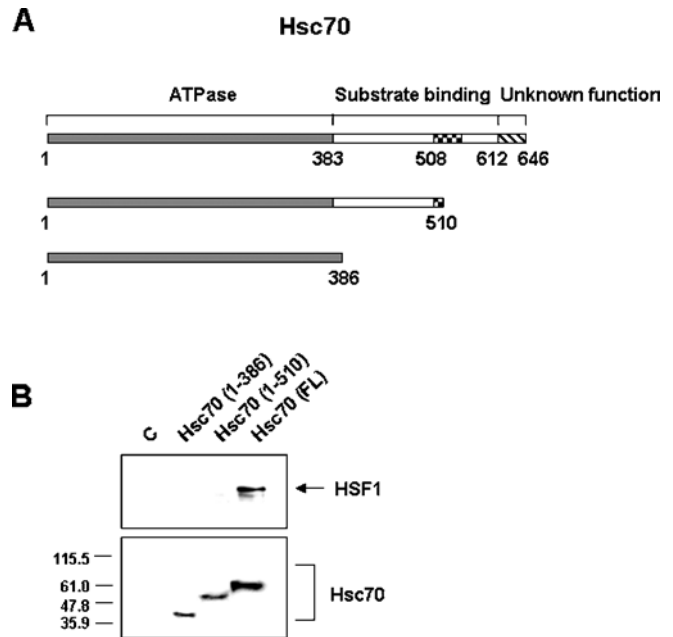 A
Hsc70
ATPase Substrate binding Unknown function
1 383 508 612 646
1 510
1 386
B
C Hsc70 (1-386) Hsc70 (1-510) Hsc70 (FL)
HSF1
115.5
61.0
47.8
35.9
Hsc70